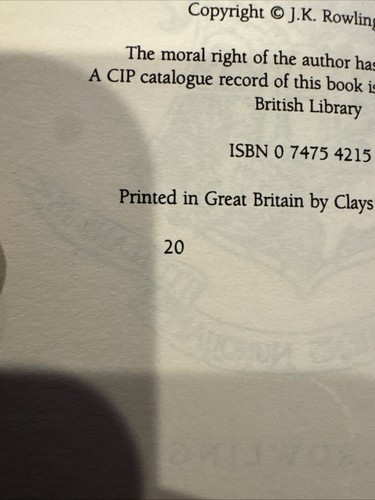 Copyright © J.K. Rowling
The moral right of the author has
A CIP catalogue record of this book is
British Library
ISBN 0 7475 4215
Printed in Great Britain by Clays
20